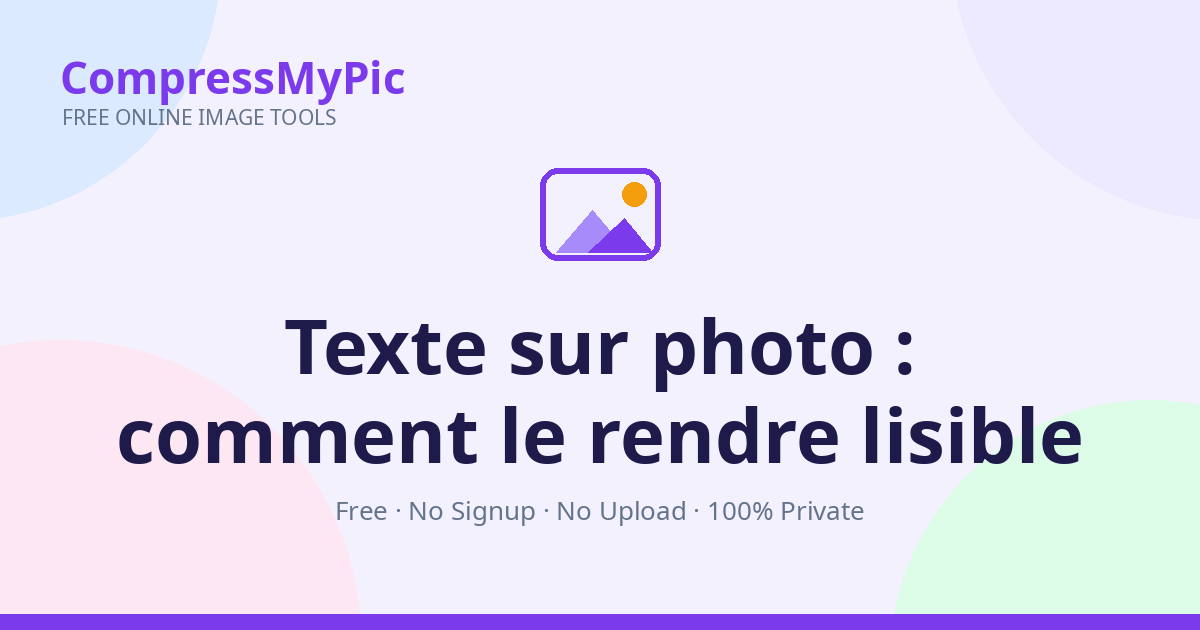 CompressMyPic
FREE ONLINE IMAGE TOOLS
Texte sur photo :
comment le rendre lisible
Free · No Signup · No Upload · 100% Private